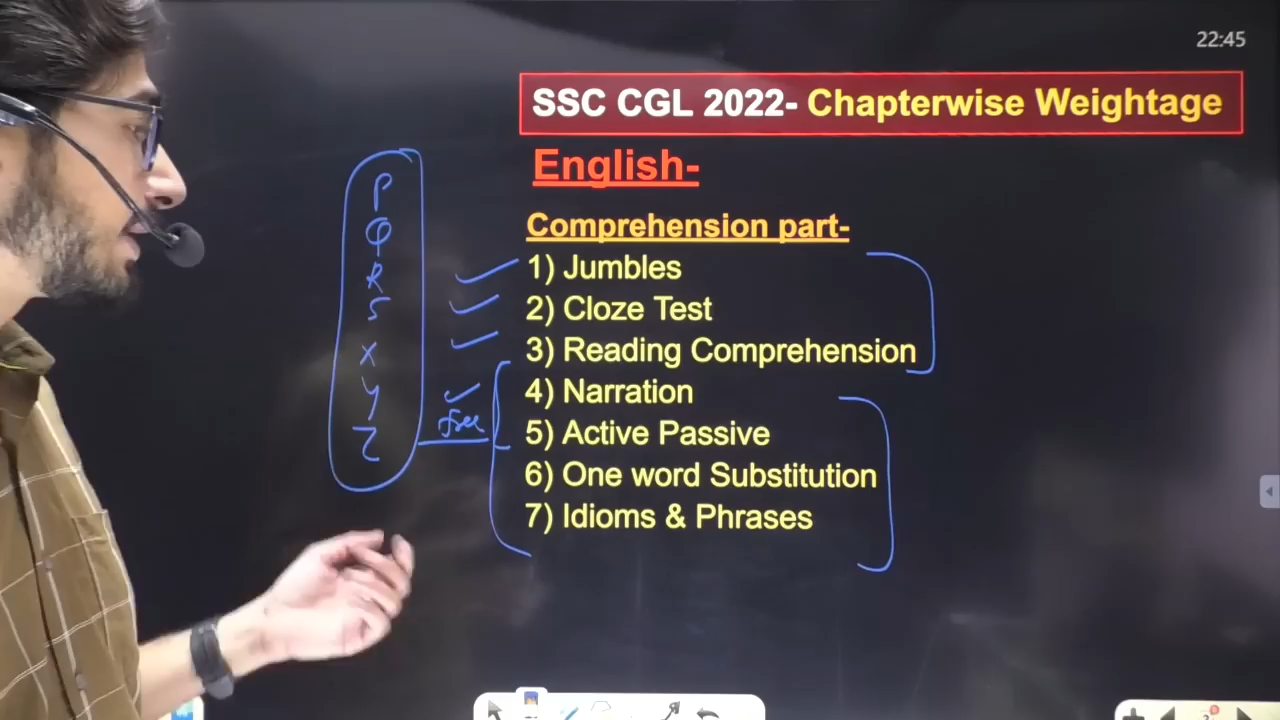 22:45
SSC CGL 2022- Chapterwise Weightage
English-
Comprehension part-
1) Jumbles
2) Cloze Test
3) Reading Comprehension
4) Narration
5) Active Passive
6) One word Substitution
7) Idioms & Phrases
P
Q
R
S
X
Y
Z
free